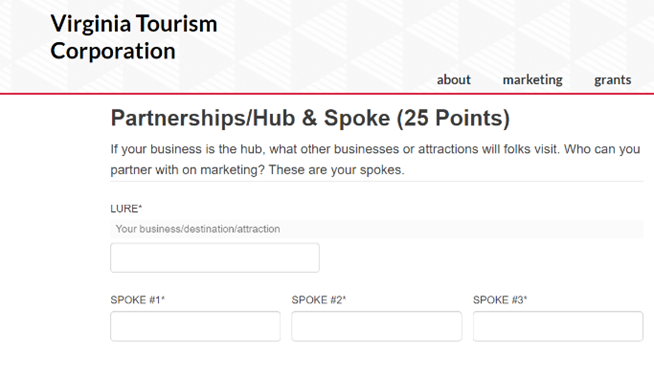 Virginia Tourism
Corporation
about marketing grants
Partnerships/Hub & Spoke (25 Points)
If your business is the hub, what other businesses or attractions will folks visit. Who can you
partner with on marketing? These are your spokes.
LURE*
Your business/destination/attraction
SPOKE #1* SPOKE #2* SPOKE #3*